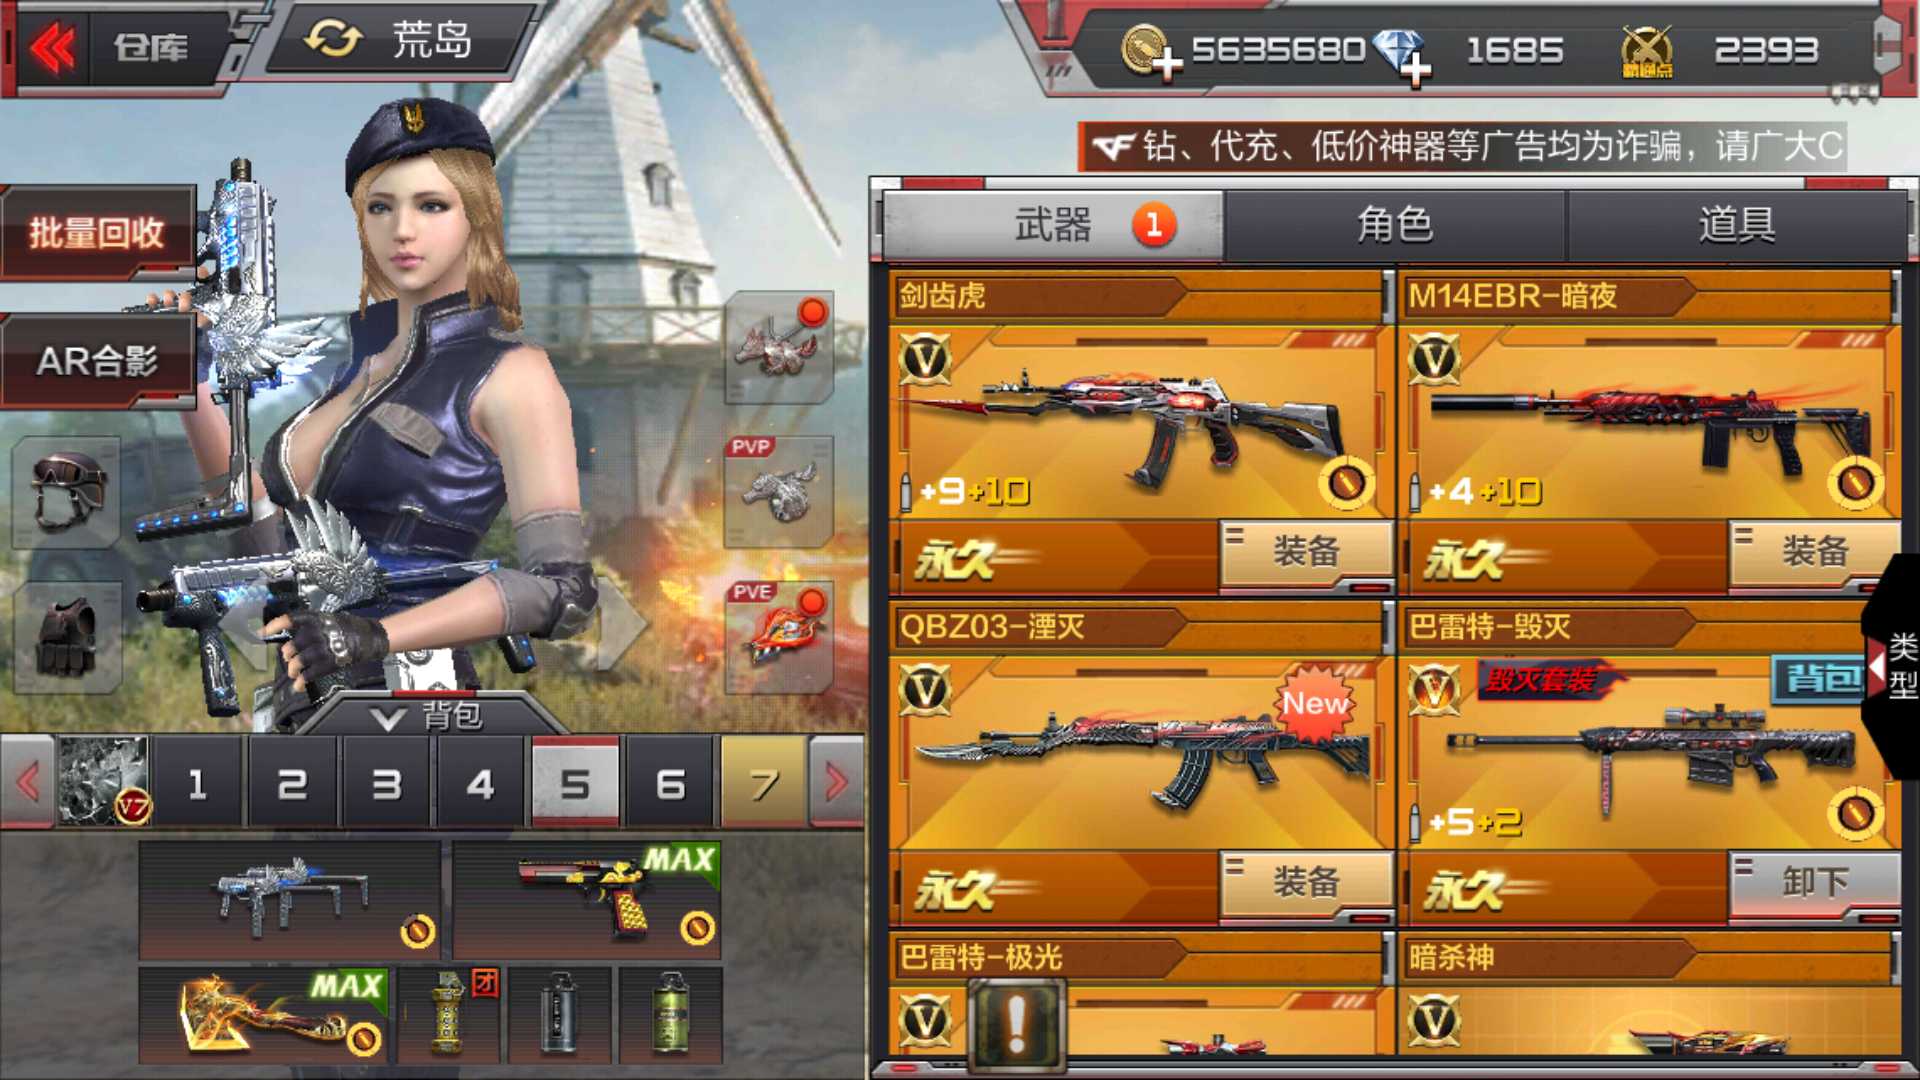 仓库
荒岛
5635680
1685
精通点
2393
钻、代充、低价神器等广告均为诈骗，请广大C
批量回收
AR合影
PVP
PVE
武器 1
角色
道具
剑齿虎
V
+9+10
永久
装备
M14EBR-暗夜
V
+4+10
永久
装备
QBZ03-湮灭
V
New
永久
装备
巴雷特-毁灭
V
毁灭套装
背包
+5+2
永久
卸下
类型
巴雷特-极光
V
暗杀神
V
背包
V7
1
2
3
4
5
6
7
MAX
MAX
团